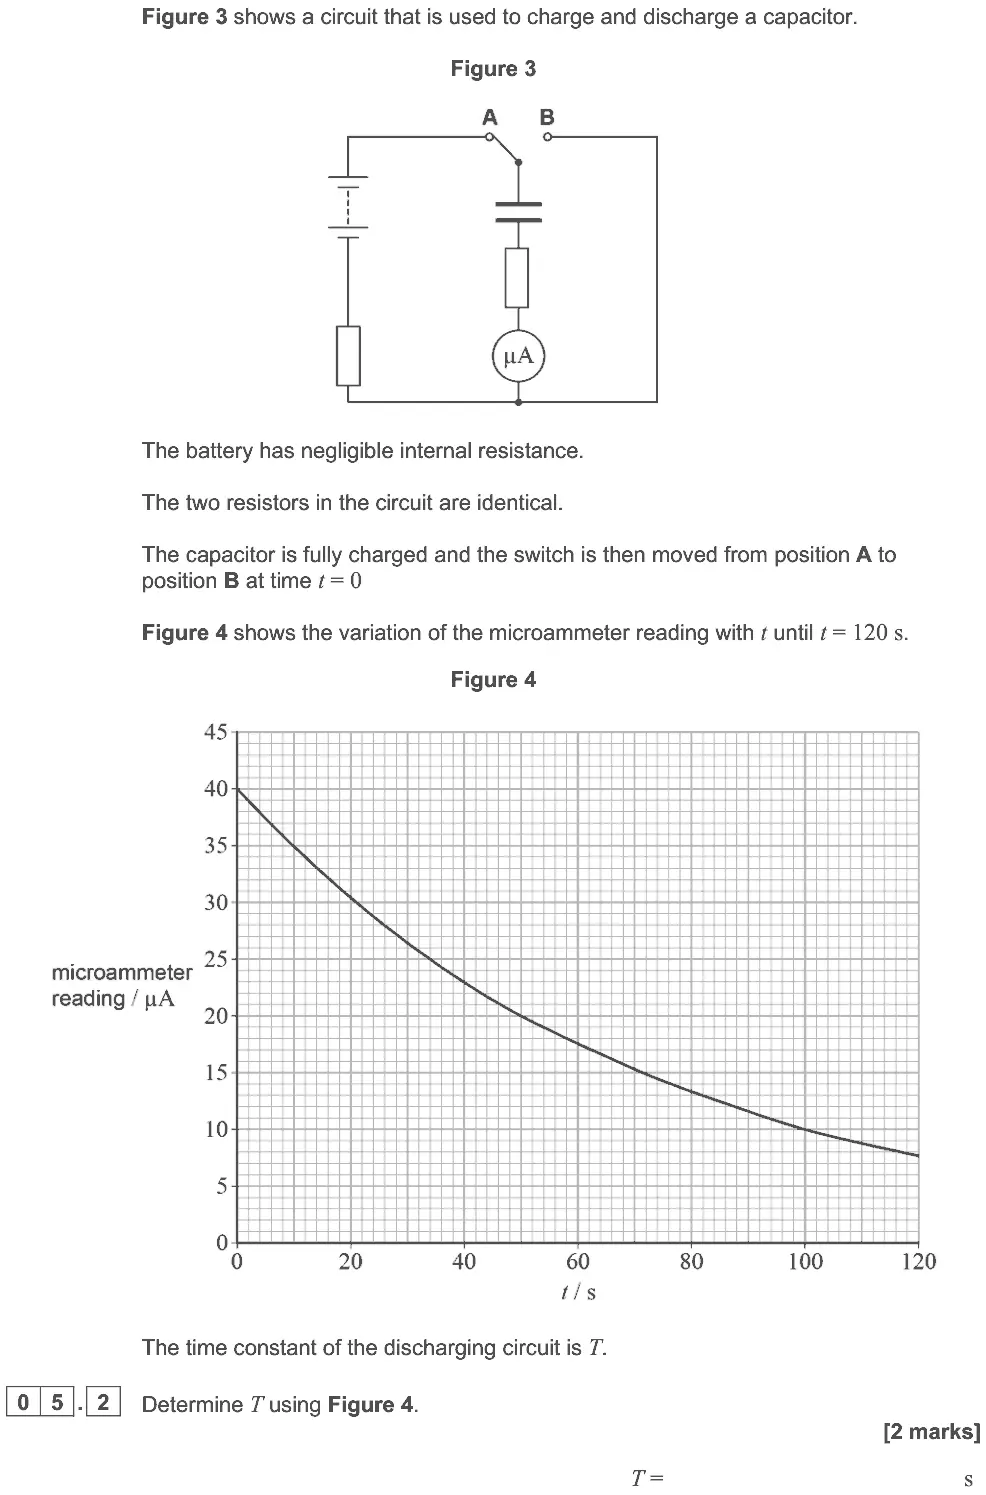 Figure 3 shows a circuit that is used to charge and discharge a capacitor.
Figure 3
A B
µA
The battery has negligible internal resistance.
The two resistors in the circuit are identical.
The capacitor is fully charged and the switch is then moved from position A to
position B at time t = 0
Figure 4 shows the variation of the microammeter reading with t until t = 120 s.
Figure 4
45
40
35
30
25
microammeter
reading / µA
20
15
10
5
0
0 20 40 60 80 100 120
t / s
The time constant of the discharging circuit is T.
0 5 . 2 Determine T using Figure 4.
[2 marks]
T = s